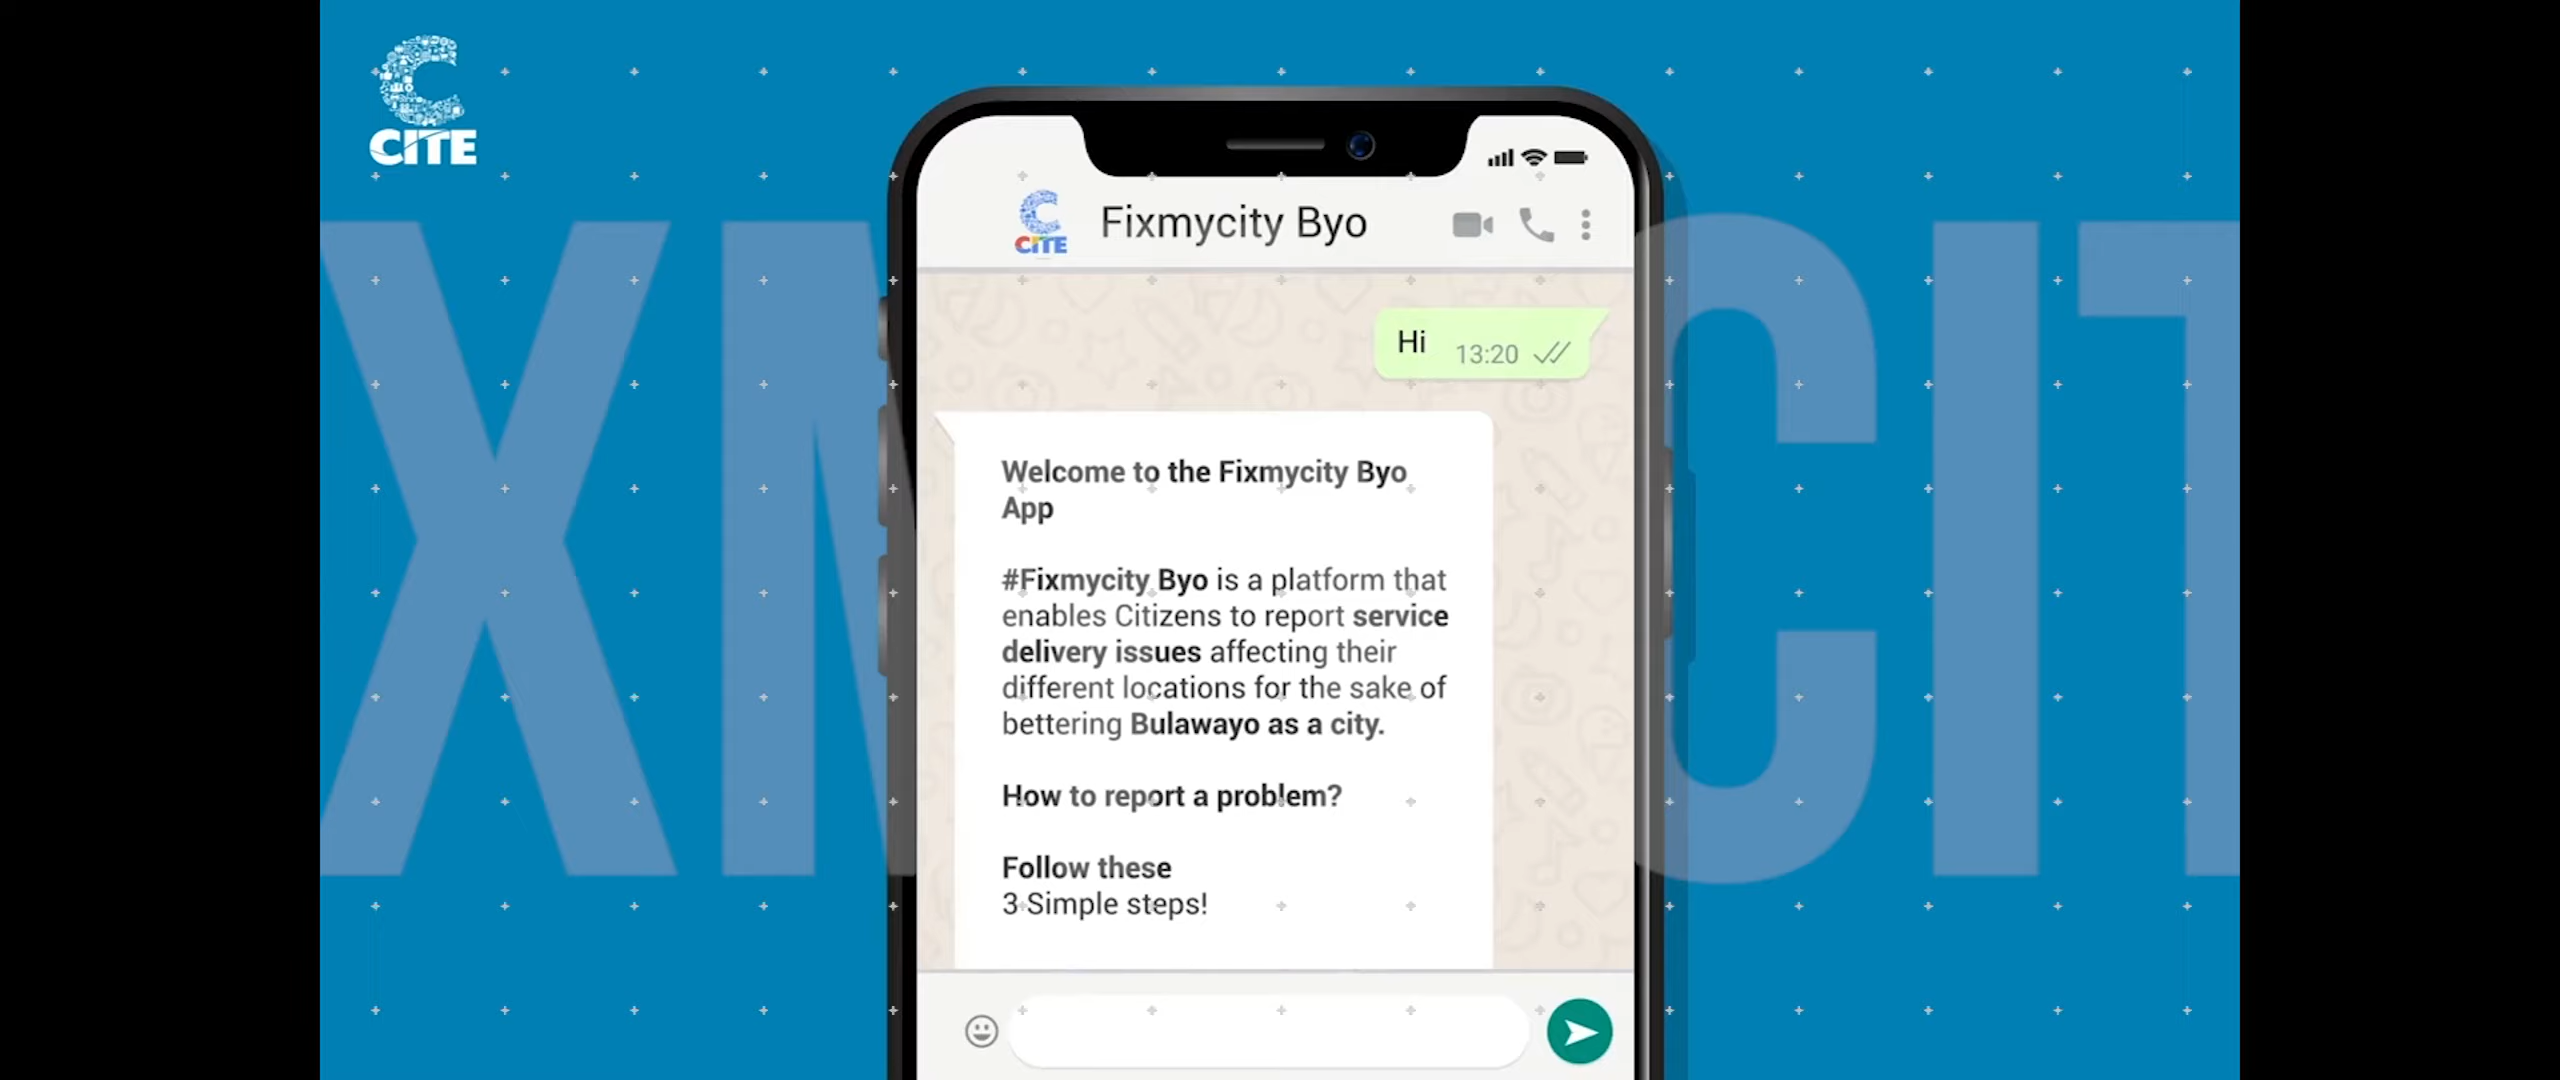 CITE
XM CIT
CITE
Fixmycity Byo
Hi
13:20
Welcome to the Fixmycity Byo
App
#Fixmycity Byo is a platform that
enables Citizens to report service
delivery issues affecting their
different locations for the sake of
bettering Bulawayo as a city.
How to report a problem?
Follow these
3 Simple steps!